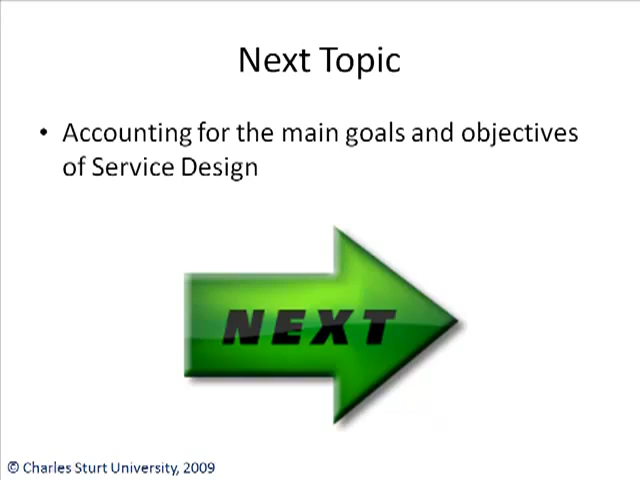 Next Topic
• Accounting for the main goals and objectives
of Service Design
NEXT
© Charles Sturt University, 2009